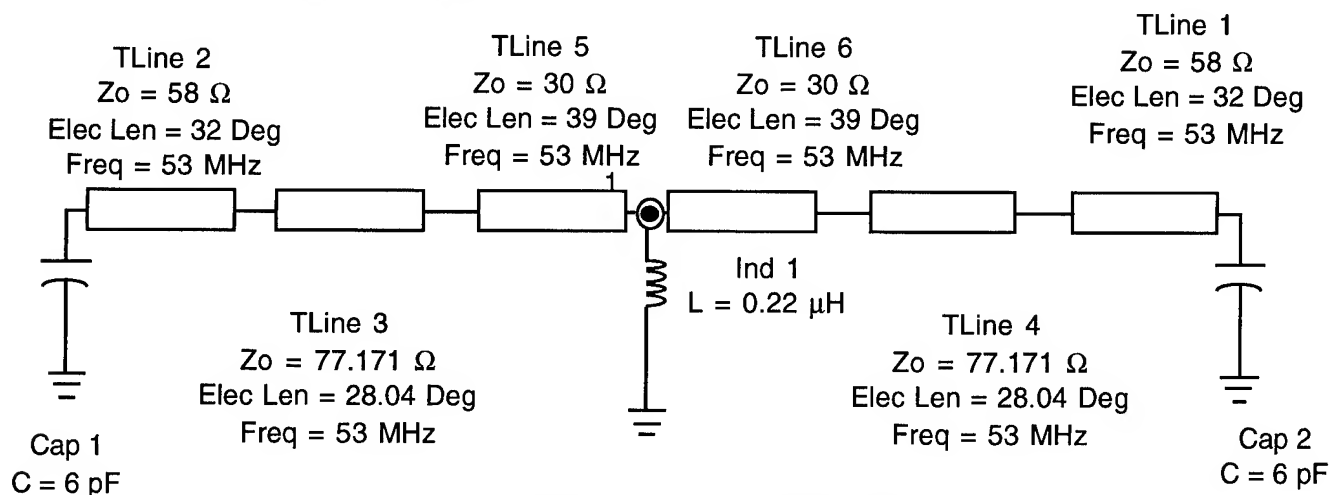 TLine 2
Zo = 58 Ω
Elec Len = 32 Deg
Freq = 53 MHz
TLine 5
Zo = 30 Ω
Elec Len = 39 Deg
Freq = 53 MHz
1
TLine 6
Zo = 30 Ω
Elec Len = 39 Deg
Freq = 53 MHz
TLine 1
Zo = 58 Ω
Elec Len = 32 Deg
Freq = 53 MHz
Ind 1
L = 0.22 μH
TLine 3
Zo = 77.171 Ω
Elec Len = 28.04 Deg
Freq = 53 MHz
TLine 4
Zo = 77.171 Ω
Elec Len = 28.04 Deg
Freq = 53 MHz
Cap 1
C = 6 pF
Cap 2
C = 6 pF